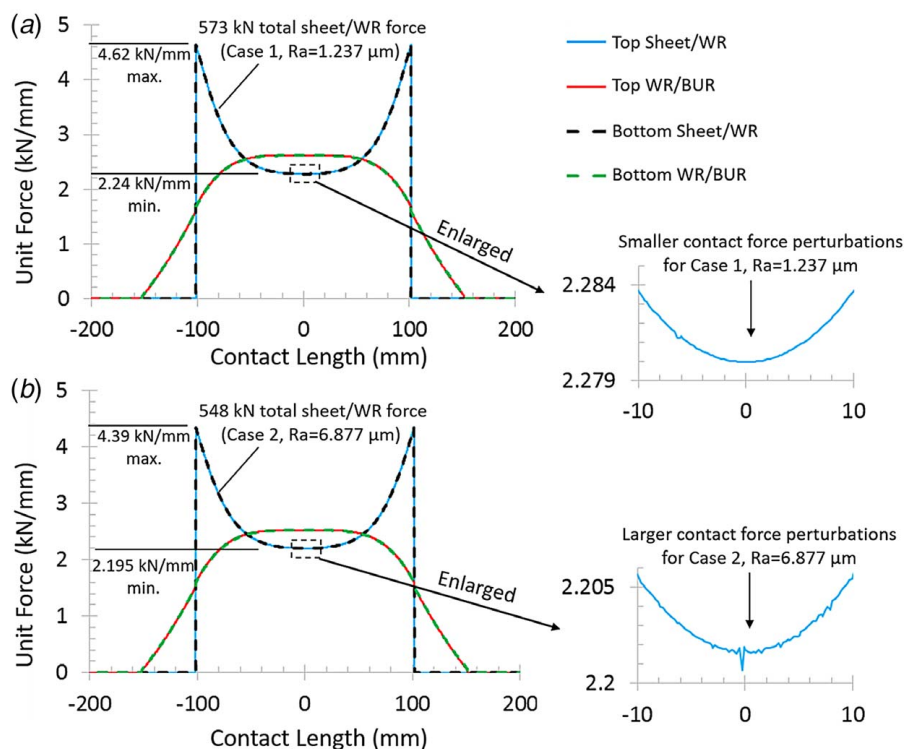 (a)
5
4
3
2
1
0
Unit Force (kN/mm)
4.62 kN/mm
max.
2.24 kN/mm
min.
573 kN total sheet/WR force
(Case 1, Ra=1.237 µm)
-200
-100
0
100
200
Contact Length (mm)
Enlarged
Top Sheet/WR
Top WR/BUR
Bottom Sheet/WR
Bottom WR/BUR
Smaller contact force perturbations
for Case 1, Ra=1.237 µm
2.284
2.279
-10
0
10
(b)
5
4
3
2
1
0
Unit Force (kN/mm)
4.39 kN/mm
max.
2.195 kN/mm
min.
548 kN total sheet/WR force
(Case 2, Ra=6.877 µm)
-200
-100
0
100
200
Contact Length (mm)
Enlarged
Larger contact force perturbations
for Case 2, Ra=6.877 µm
2.205
2.2
-10
0
10